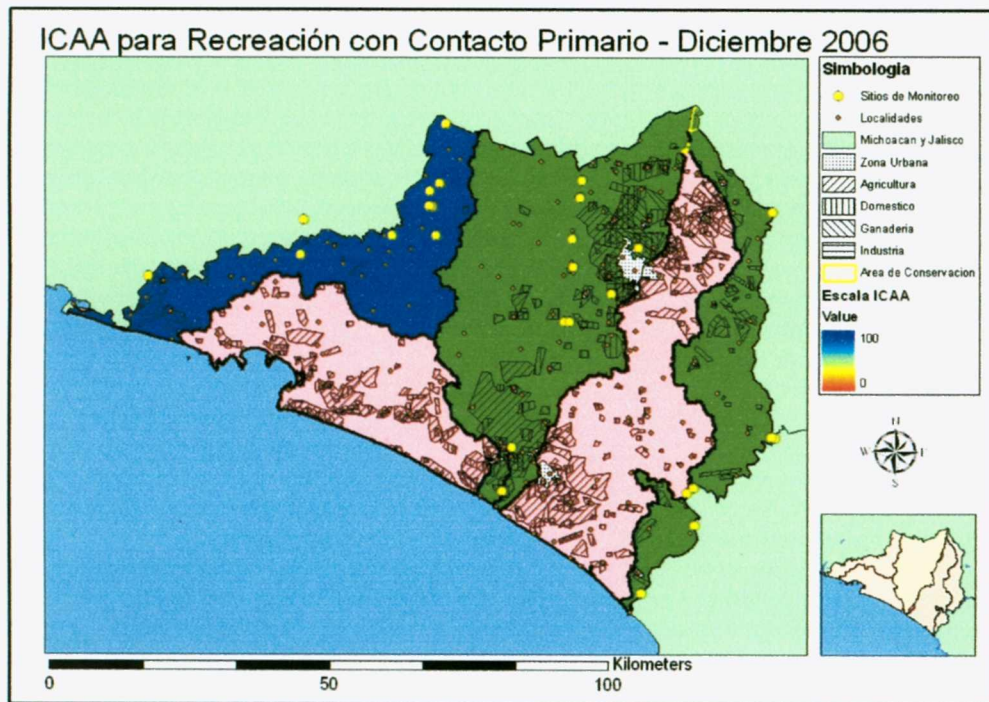 ICAA para Recreación con Contacto Primario - Diciembre 2006
Simbologia
Sitios de Monitoreo
Localidades
Michoacan y Jalisco
Zona Urbana
Agricultura
Domestico
Ganaderia
Industria
Area de Conservacion
Escala ICAA
Value
100
0
N
W E
S
Kilometers
0 50 100